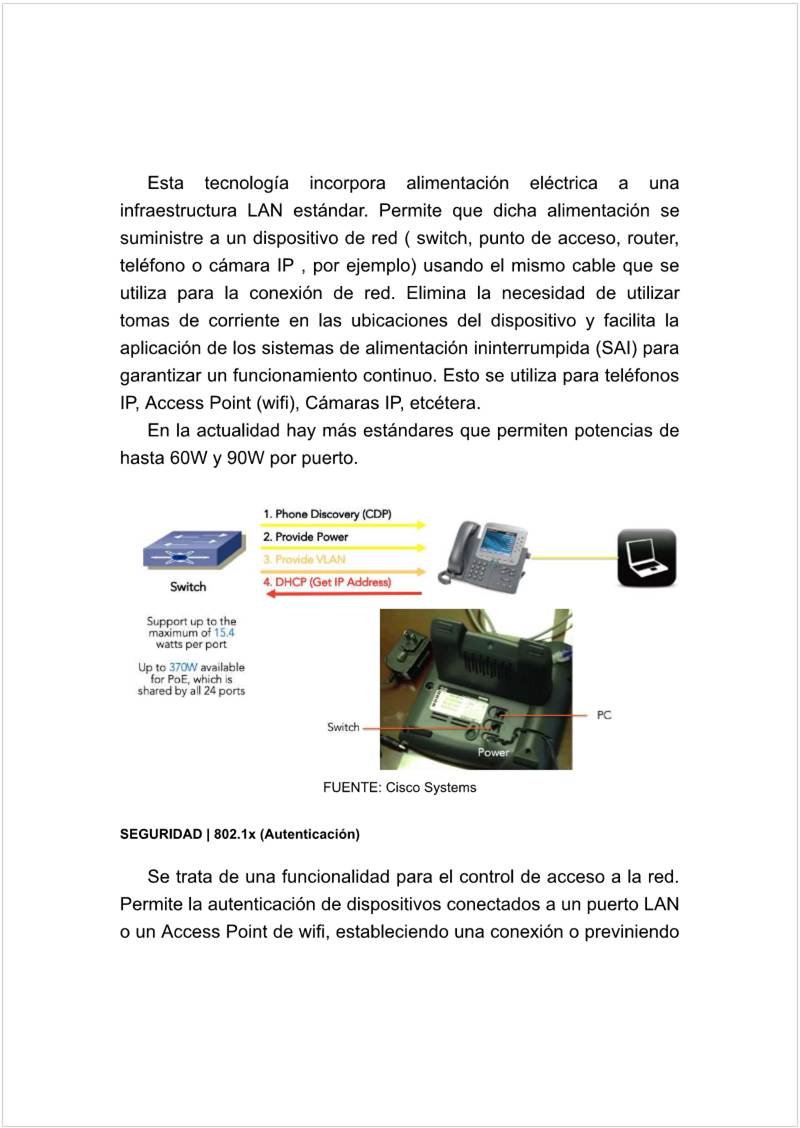 Esta tecnología incorpora alimentación eléctrica a una
infraestructura LAN estándar. Permite que dicha alimentación se
suministre a un dispositivo de red ( switch, punto de acceso, router,
teléfono o cámara IP , por ejemplo) usando el mismo cable que se
utiliza para la conexión de red. Elimina la necesidad de utilizar
tomas de corriente en las ubicaciones del dispositivo y facilita la
aplicación de los sistemas de alimentación ininterrumpida (SAI) para
garantizar un funcionamiento continuo. Esto se utiliza para teléfonos
IP, Access Point (wifi), Cámaras IP, etcétera.
En la actualidad hay más estándares que permiten potencias de
hasta 60W y 90W por puerto.
1. Phone Discovery (CDP)
2. Provide Power
3. Provide VLAN
4. DHCP (Get IP Address)
Switch
Support up to the
maximum of 15.4
watts per port
Up to 370W available
for PoE, which is
shared by all 24 ports
PC
Switch
Power
FUENTE: Cisco Systems
SEGURIDAD | 802.1x (Autenticación)
Se trata de una funcionalidad para el control de acceso a la red.
Permite la autenticación de dispositivos conectados a un puerto LAN
o un Access Point de wifi, estableciendo una conexión o previniendo